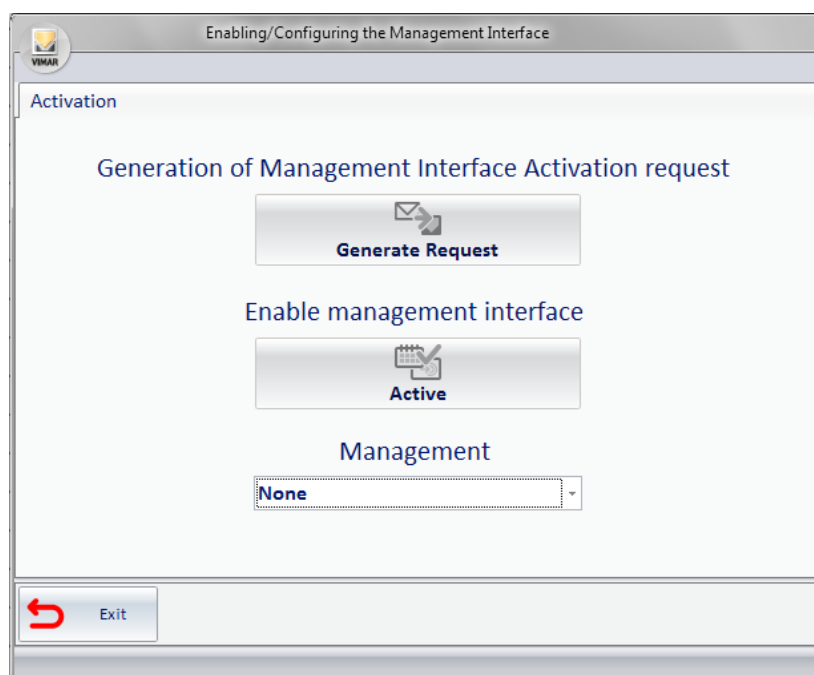 Enabling/Configuring the Management Interface
VIMAR
Activation
Generation of Management Interface Activation request
Generate Request
Enable management interface
Active
Management
None
Exit